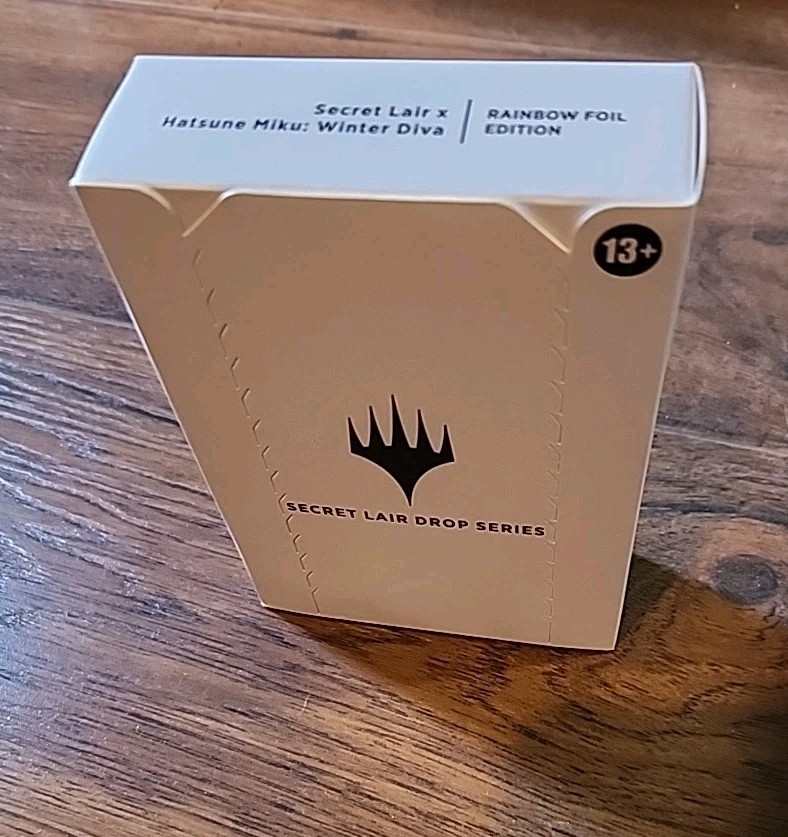 Secret Lair x
Hatsune Miku: Winter Diva
RAINBOW FOIL
EDITION
13+
SECRET LAIR DROP SERIES